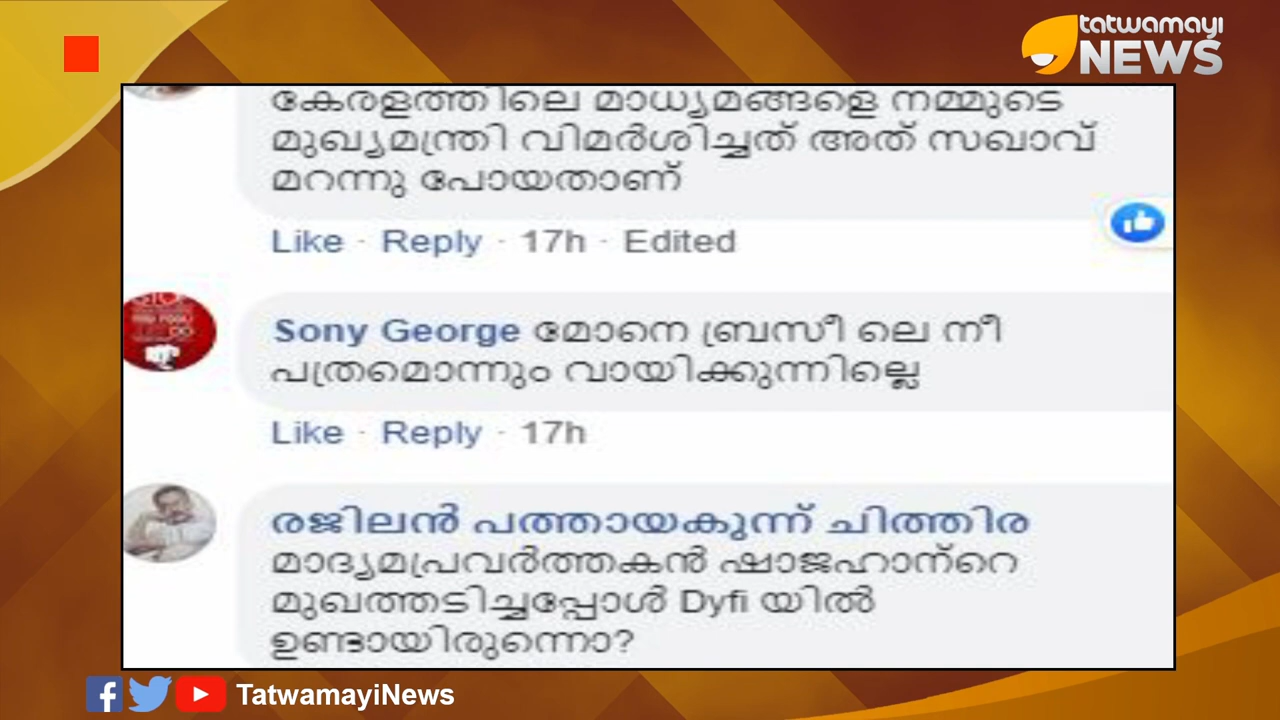 tatwamayi
NEWS
കേരളത്തിലെ മാധ്യമങ്ങളെ നമ്മുടെ
മുഖ്യമന്ത്രി വിമർശിച്ചത് അത് സഖാവ്
മറന്നു പോയതാണ്
Like · Reply · 17h · Edited
Sony George മോനെ ബ്രസീ ലെ നീ
പത്രമൊന്നും വായിക്കുന്നില്ലെ
Like · Reply · 17h
രജിലൻ പത്തായകുന്ന് ചിത്തിര
മാദ്യമപ്രവർത്തകൻ ഷാജഹാന്റെ
മുഖത്തടിച്ചപ്പോൾ Dyfi യിൽ
ഉണ്ടായിരുന്നൊ?
TatwamayiNews